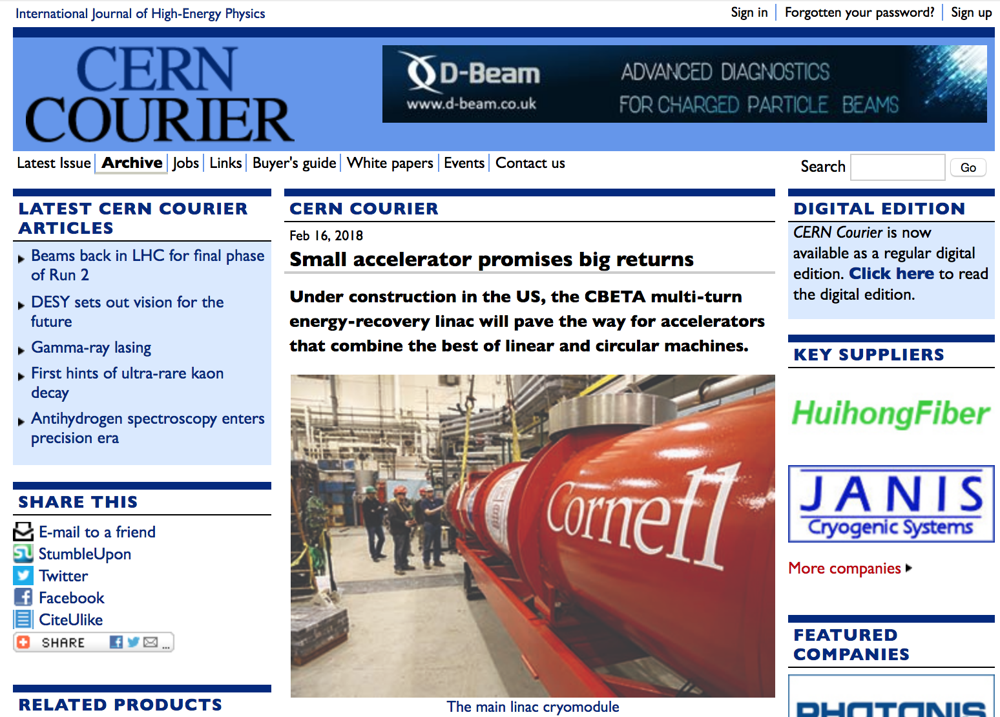 International Journal of High-Energy Physics
Sign in
Forgotten your password?
Sign up
CERN
COURIER
D-Beam
www.d-beam.co.uk
ADVANCED DIAGNOSTICS
FOR CHARGED PARTICLE BEAMS
Latest Issue
Archive
Jobs
Links
Buyer's guide
White papers
Events
Contact us
Search
Go
LATEST CERN COURIER
ARTICLES
Beams back in LHC for final phase
of Run 2
DESY sets out vision for the
future
Gamma-ray lasing
First hints of ultra-rare kaon
decay
Antihydrogen spectroscopy enters
precision era
SHARE THIS
E-mail to a friend
StumbleUpon
Twitter
Facebook
CiteUlike
SHARE
...
RELATED PRODUCTS
CERN COURIER
Feb 16, 2018
Small accelerator promises big returns
Under construction in the US, the CBETA multi-turn
energy-recovery linac will pave the way for accelerators
that combine the best of linear and circular machines.
Cornell
The main linac cryomodule
DIGITAL EDITION
CERN Courier is now
available as a regular digital
edition. Click here to read
the digital edition.
KEY SUPPLIERS
HuihongFiber
JANIS
Cryogenic Systems
More companies
FEATURED
COMPANIES
PHOTONIS